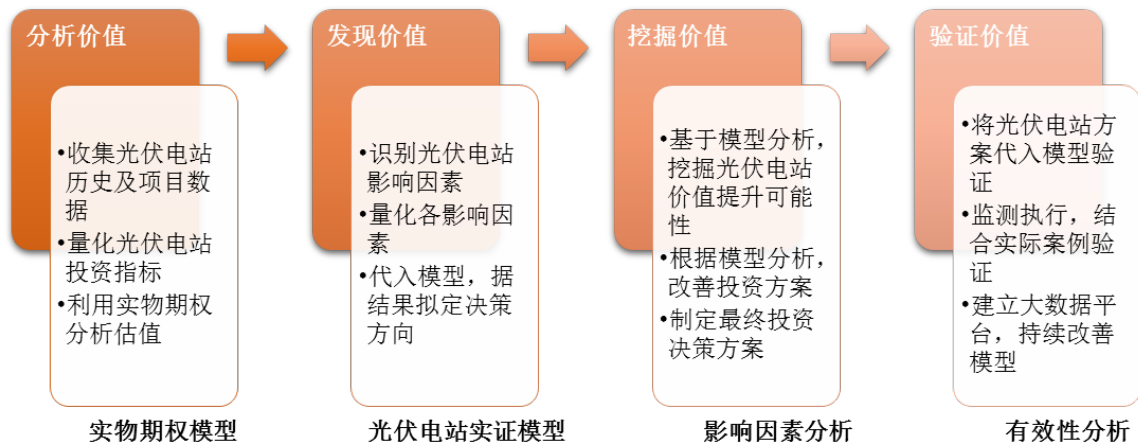 分析价值
•收集光伏电站
历史及项目数
据
•量化光伏电站
投资指标
•利用实物期权
分析估值
实物期权模型
发现价值
•识别光伏电站
影响因素
•量化各影响因
素
•代入模型，据
结果拟定决策
方向
光伏电站实证模型
挖掘价值
•基于模型分析，
挖掘光伏电站
价值提升可能
性
•根据模型分析，
改善投资方案
•制定最终投资
决策方案
影响因素分析
验证价值
•将光伏电站方
案代入模型验
证
•监测执行，结
合实际案例验
证
•建立大数据平
台，持续改善
模型
有效性分析